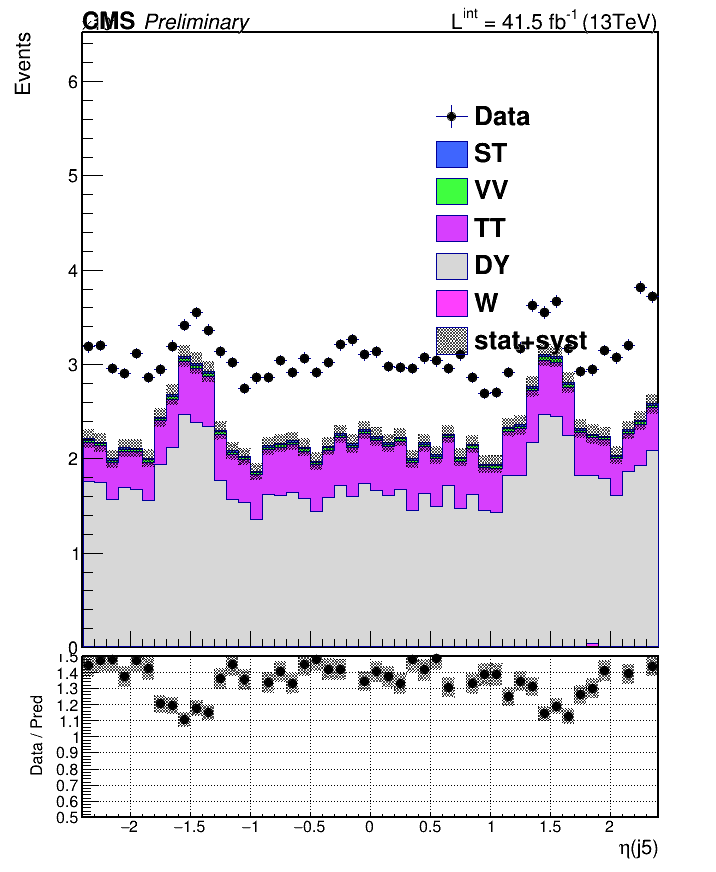 CMS Preliminary L^int = 41.5 fb^-1 (13TeV)
Events
6
5
4
3
2
1
0
Data
ST
VV
TT
DY
W
stat+syst
Data / Pred
1.5
1.4
1.3
1.2
1.1
1
0.9
0.8
0.7
0.6
0.5
−2 −1.5 −1 −0.5 0 0.5 1 1.5 2
η(j5)